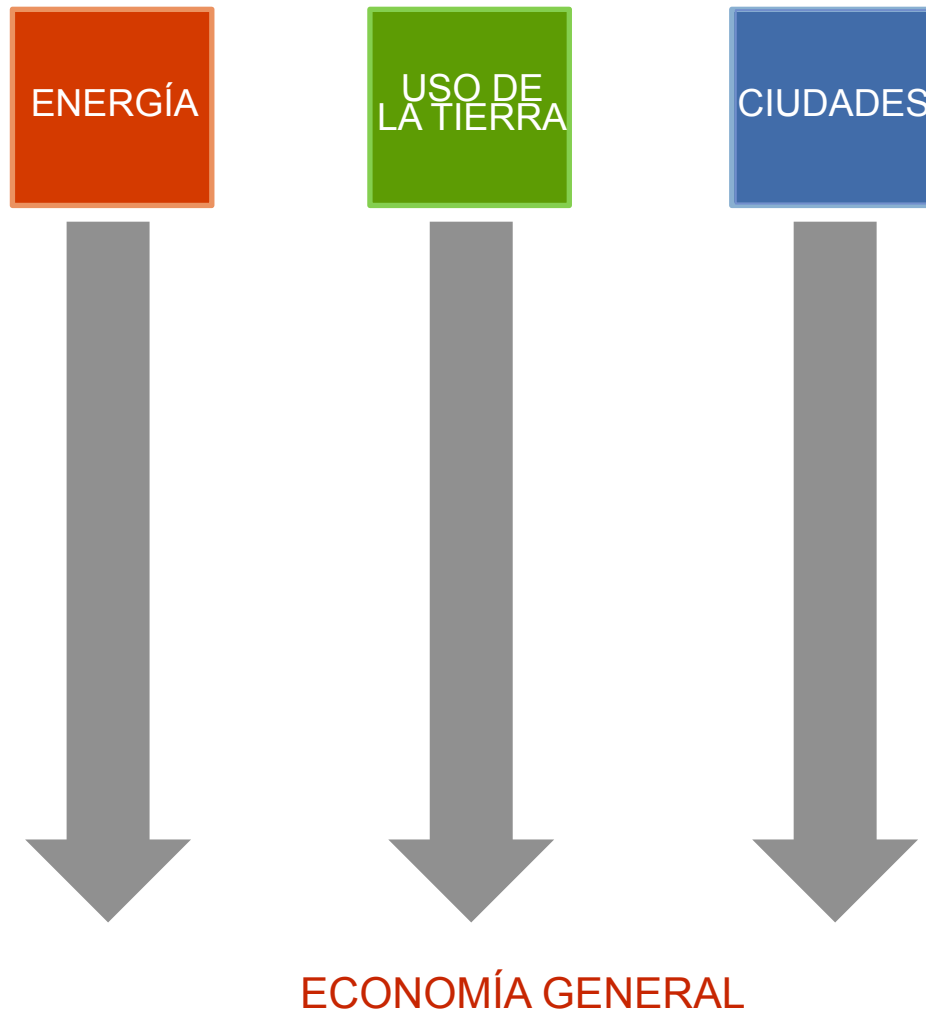 ENERGÍA
USO DE
LA TIERRA
CIUDADES
ECONOMÍA GENERAL